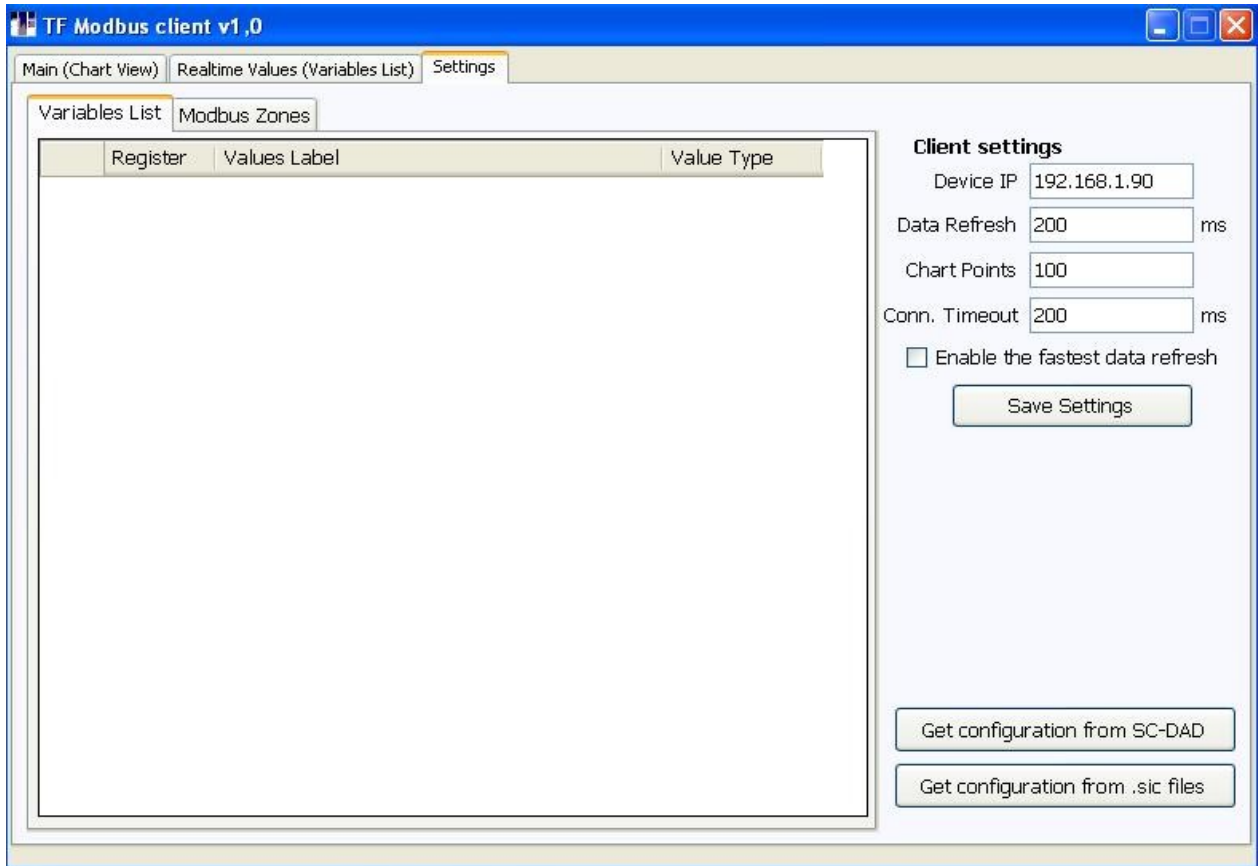 TF Modbus client v1,0
Main (Chart View) Realtime Values (Variables List) Settings
Variables List Modbus Zones
Register Values Label Value Type
Client settings
Device IP 192.168.1.90
Data Refresh 200 ms
Chart Points 100
Conn. Timeout 200 ms
Enable the fastest data refresh
Save Settings
Get configuration from SC-DAD
Get configuration from .sic files